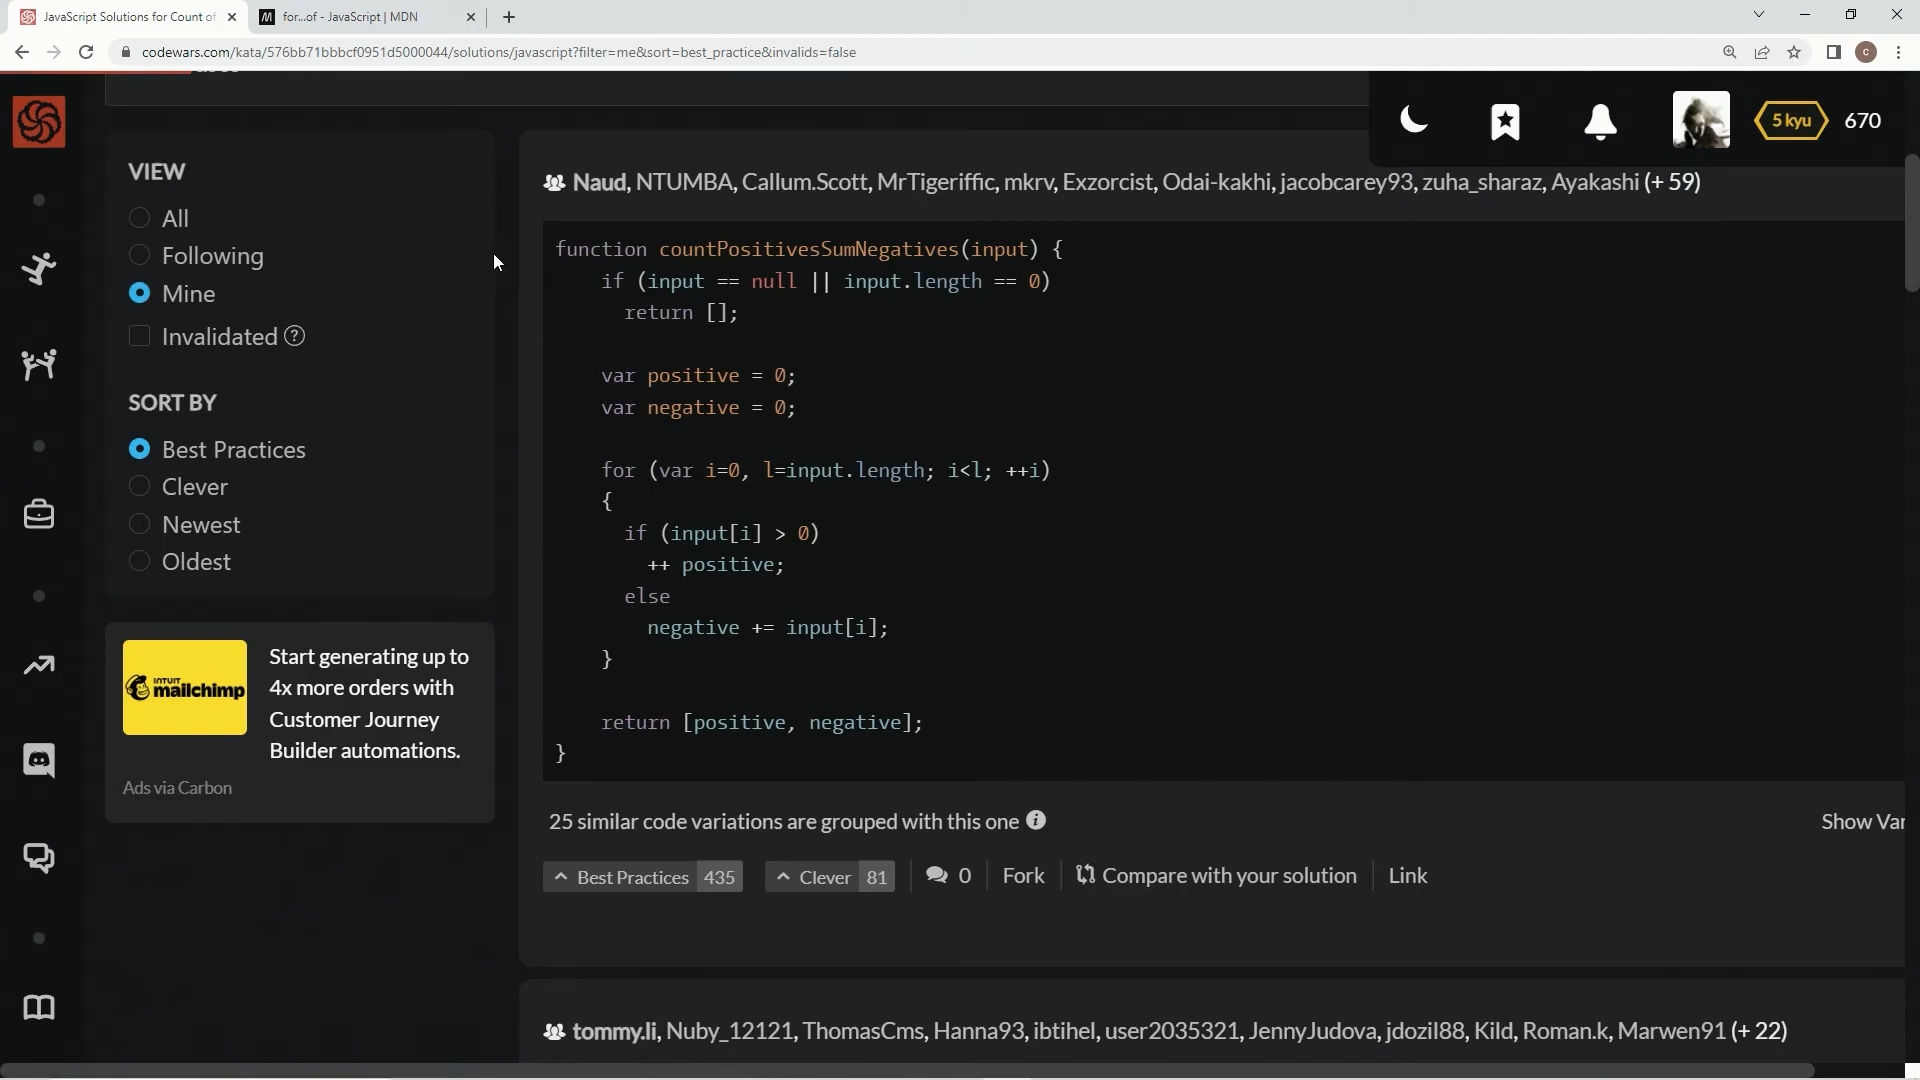 JavaScript Solutions for Count of
for...of - JavaScript | MDN
codewars.com/kata/576bb71bbbcf0951d5000044/solutions/javascript?filter=me&sort=best_practice&invalids=false
C
5 kyu
670
VIEW
All
Following
Mine
Invalidated ?
SORT BY
Best Practices
Clever
Newest
Oldest
INTUIT
mailchimp
Start generating up to
4x more orders with
Customer Journey
Builder automations.
Ads via Carbon
Naud, NTUMBA, Callum.Scott, MrTigeriffic, mkrv, Exzorcist, Odai-kakhi, jacobcarey93, zuha_sharaz, Ayakashi (+ 59)
function countPositivesSumNegatives(input) {
if (input == null || input.length == 0)
return [];
var positive = 0;
var negative = 0;
for (var i=0, l=input.length; i<l; ++i)
{
if (input[i] > 0)
++ positive;
else
negative += input[i];
}
return [positive, negative];
}
25 similar code variations are grouped with this one i
Show Var
Best Practices 435
Clever 81
0
Fork
Compare with your solution
Link
tommy.li, Nuby_12121, ThomasCms, Hanna93, ibtihel, user2035321, JennyJudova, jdozil88, Kild, Roman.k, Marwen91 (+ 22)